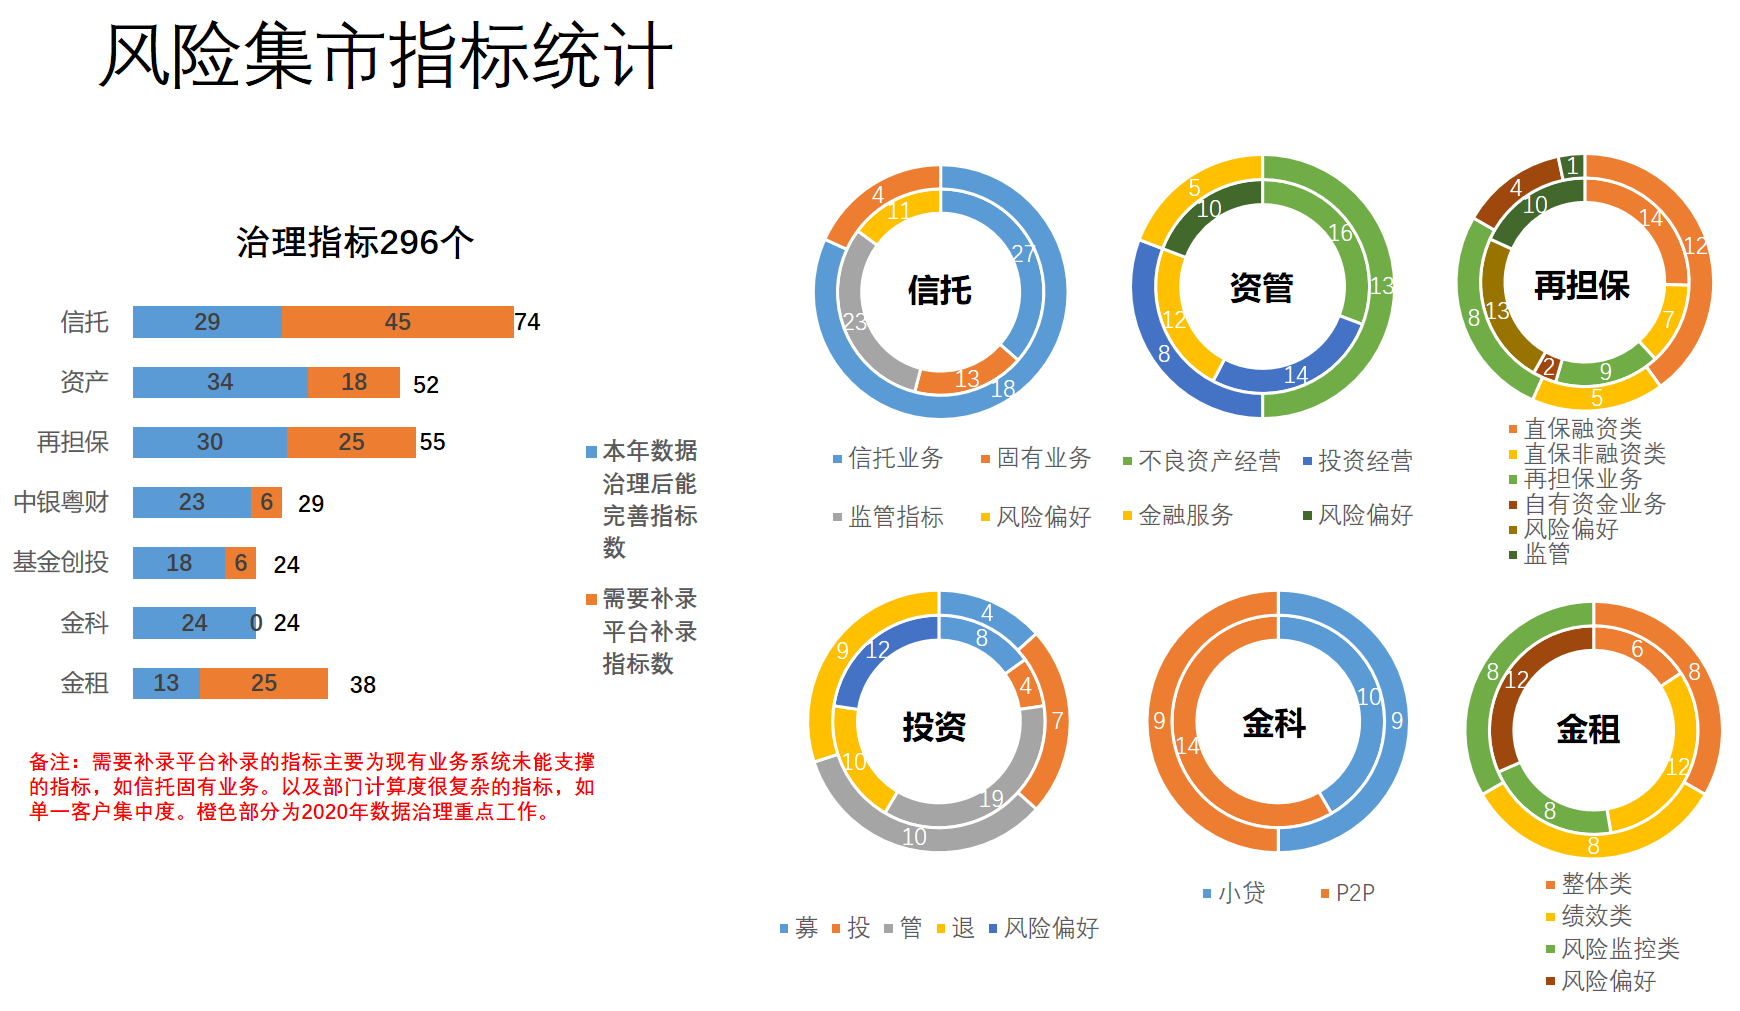 风险集市指标统计
治理指标296个
信托
29
45
74
资产
34
18
52
再担保
30
25
55
中银粤财
23
6
29
基金创投
18
6
24
金科
24
0
24
金租
13
25
38
本年数据
治理后能
完善指标
数
需要补录
平台补录
指标数
备注：需要补录平台补录的指标主要为现有业务系统未能支撑
的指标，如信托固有业务。以及部门计算度很复杂的指标，如
单一客户集中度。橙色部分为2020年数据治理重点工作。
4
11
27
信托
23
13
18
信托业务
固有业务
监管指标
风险偏好
5
10
16
资管
13
12
8
14
不良资产经营
投资经营
金融服务
风险偏好
1
4
10
14
12
再担保
8
13
7
2
9
5
直保融资类
直保非融资类
再担保业务
自有资金业务
风险偏好
监管
4
8
9
12
4
投资
7
10
19
10
募
投
管
退
风险偏好
10
金科
9
9
14
小贷
P2P
6
8
8
12
金租
12
8
8
整体类
绩效类
风险监控类
风险偏好